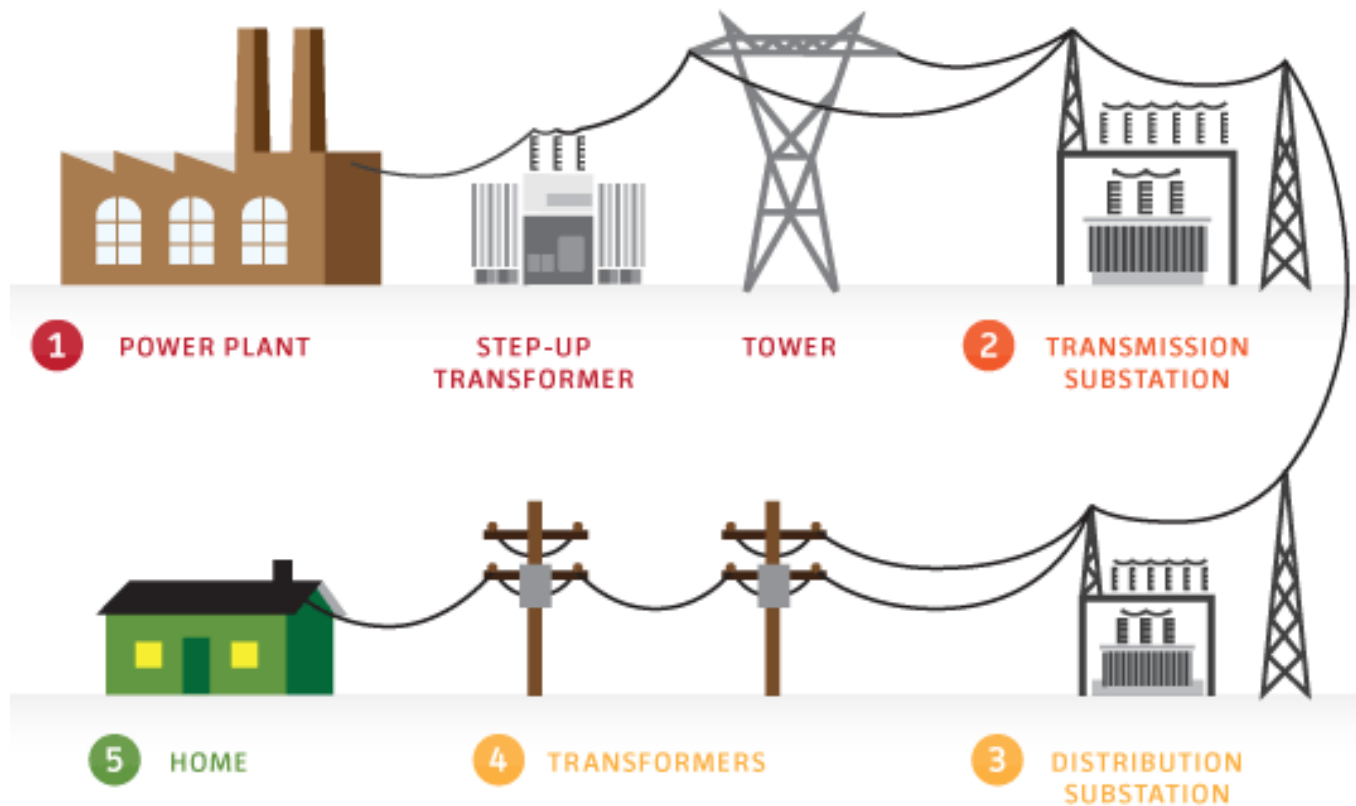 1 POWER PLANT
STEP-UP
TRANSFORMER
TOWER
2 TRANSMISSION
SUBSTATION
5 HOME
4 TRANSFORMERS
3 DISTRIBUTION
SUBSTATION